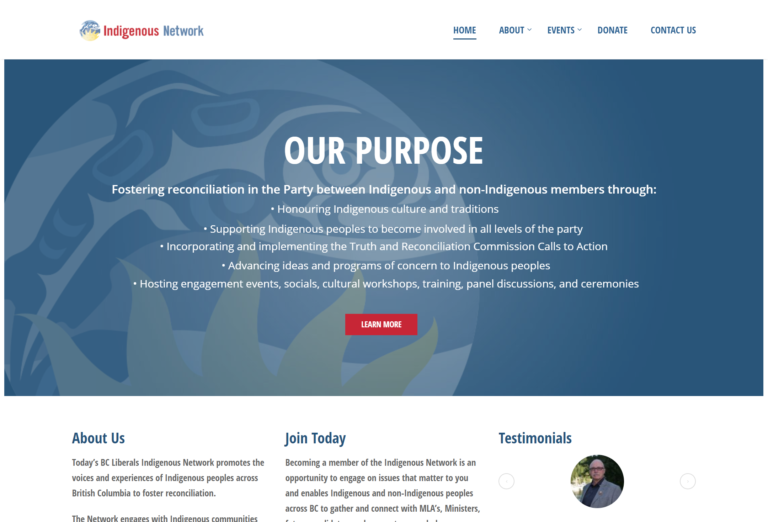 Indigenous Network
HOME ABOUT EVENTS DONATE CONTACT US
OUR PURPOSE
Fostering reconciliation in the Party between Indigenous and non-Indigenous members through:
• Honouring Indigenous culture and traditions
• Supporting Indigenous peoples to become involved in all levels of the party
• Incorporating and implementing the Truth and Reconciliation Commission Calls to Action
• Advancing ideas and programs of concern to Indigenous peoples
• Hosting engagement events, socials, cultural workshops, training, panel discussions, and ceremonies
LEARN MORE
About Us
Today's BC Liberals Indigenous Network promotes the
voices and experiences of Indigenous peoples across
British Columbia to foster reconciliation.
The Network engages with Indigenous communities
Join Today
Becoming a member of the Indigenous Network is an
opportunity to engage on issues that matter to you
and enables Indigenous and non-Indigenous peoples
across BC to gather and connect with MLA's, Ministers,
Testimonials